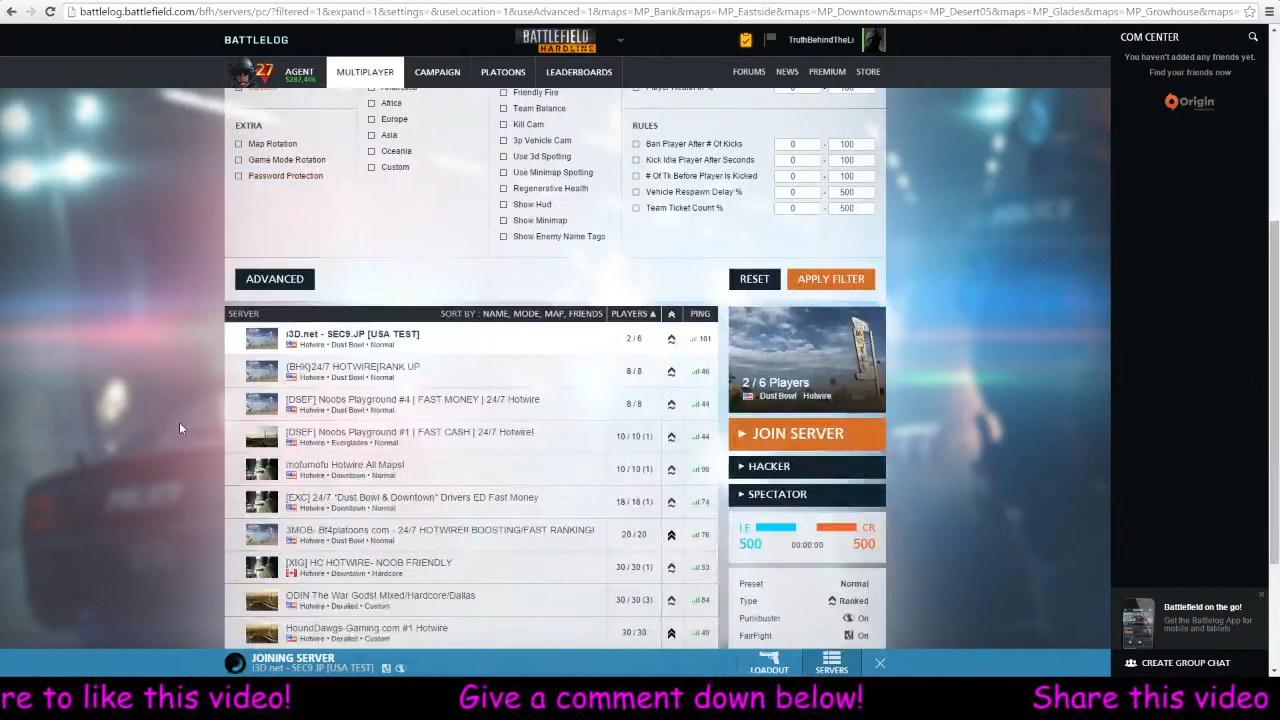 battlelog.battlefield.com/bfh/servers/pc/?filtered=1&expand=1&settings=&useLocation=1&useAdvanced=1&maps=MP_Bank&maps=MP_Eastside&maps=MP_Downtown&maps=MP_Desert05&maps=MP_Glades&maps=MP_Growhouse&maps=
BATTLELOG
BATTLEFIELD
HARDLINE
TruthBehindTheLi
COM CENTER
You haven't added any friends yet.
Find your friends now
Origin
27
AGENT
$287,406
MULTIPLAYER
CAMPAIGN
PLATOONS
LEADERBOARDS
FORUMS
NEWS
PREMIUM
STORE
Africa
Europe
Asia
Oceania
Custom
Friendly Fire
Team Balance
Kill Cam
3p Vehicle Cam
Use 3d Spotting
Use Minimap Spotting
Regenerative Health
Show Hud
Show Minimap
Show Enemy Name Tags
EXTRA
Map Rotation
Game Mode Rotation
Password Protection
RULES
Ban Player After # Of Kicks 0 - 100
Kick Idle Player After Seconds 0 - 100
# Of Tk Before Player Is Kicked 0 - 100
Vehicle Respawn Delay % 0 - 500
Team Ticket Count % 0 - 500
ADVANCED
RESET
APPLY FILTER
SERVER SORT BY : NAME, MODE, MAP, FRIENDS PLAYERS ▲ PING
i3D.net - SEC9.JP [USA TEST] 2 / 6 101
Hotwire • Dust Bowl • Normal
{BHK}24/7 HOTWIRE|RANK UP 8 / 8 46
Hotwire • Dust Bowl • Normal
[DSEF] Noobs Playground #4 | FAST MONEY | 24/7 Hotwire 8 / 8 44
Hotwire • Dust Bowl • Normal
[DSEF] Noobs Playground #1 | FAST CASH | 24/7 Hotwire! 10 / 10 (1) 44
Hotwire • Everglades • Normal
mofumofu Hotwire All Maps! 10 / 10 (1) 99
Hotwire • Downtown • Normal
[EXC] 24/7 "Dust Bowl & Downtown" Drivers ED Fast Money 18 / 18 (1) 74
Hotwire • Downtown • Normal
3MOB- Bf4platoons com - 24/7 HOTWIRE!! BOOSTING/FAST RANKING! 20 / 20 76
Hotwire • Dust Bowl • Normal
[XIG] HC HOTWIRE- NOOB FRIENDLY 30 / 30 (1) 53
Hotwire • Downtown • Hardcore
ODIN The War Gods! Mixed/Hardcore/Dallas 30 / 30 (3) 84
Hotwire • Derailed • Custom
HoundDawgs-Gaming.com #1 Hotwire 30 / 30 49
Hotwire • Derailed • Custom
2 / 6 Players
Dust Bowl Hotwire
JOIN SERVER
HACKER
SPECTATOR
LE CR
500 00:00:00 500
Preset Normal
Type Ranked
Punkbuster On
FairFight On
JOINING SERVER
i3D net - SEC9 JP [USA TEST]
LOADOUT
SERVERS
Battlefield on the go!
Get the Battlelog App for
mobile and tablets
CREATE GROUP CHAT
re to like this video! Give a comment down below! Share this video